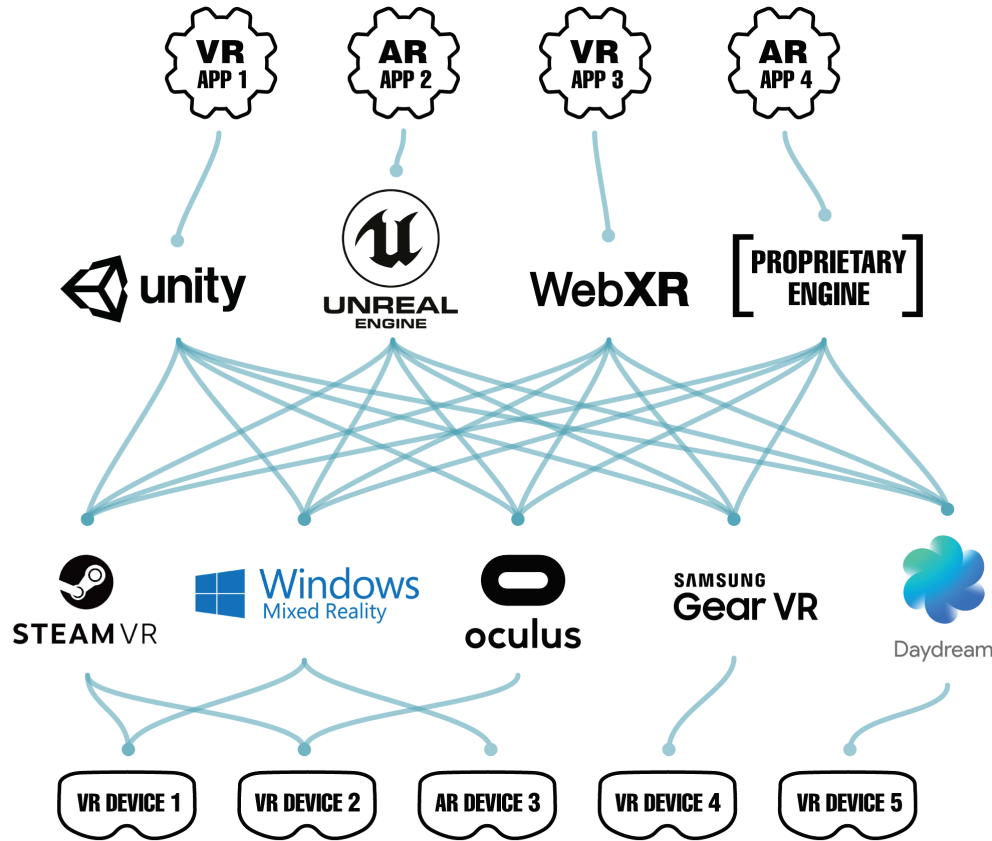 VR
APP 1
AR
APP 2
VR
APP 3
AR
APP 4
unity
UNREAL
ENGINE
WebXR
PROPRIETARY
ENGINE
STEAMVR
Windows
Mixed Reality
oculus
SAMSUNG
Gear VR
Daydream
VR DEVICE 1
VR DEVICE 2
AR DEVICE 3
VR DEVICE 4
VR DEVICE 5